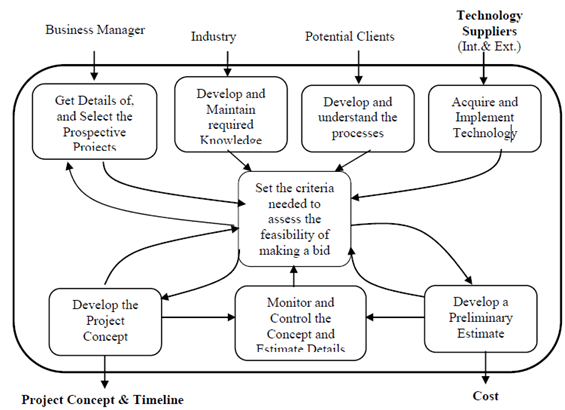 Business Manager
Industry
Potential Clients
Technology
Suppliers
(Int.& Ext.)
Get Details of,
and Select the
Prospective
Projects
Develop and
Maintain
required
Knowledge
Develop and
understand the
processes
Acquire and
Implement
Technology
Set the criteria
needed to
assess the
feasibility of
making a bid
Develop the
Project
Concept
Monitor and
Control the
Concept and
Estimate Details
Develop a
Preliminary
Estimate
Project Concept & Timeline
Cost